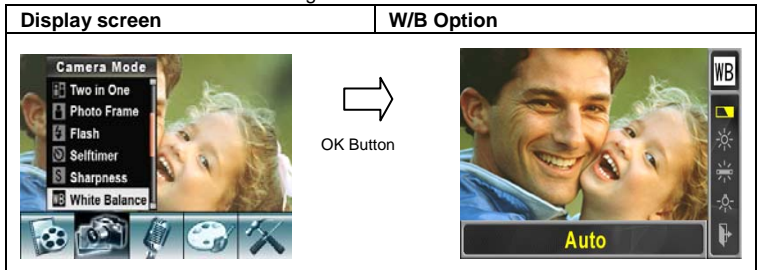 Display screen
W/B Option
Camera Mode
Two in One
Photo Frame
Flash
Selftimer
S Sharpness
WB White Balance
OK Button
WB
Auto